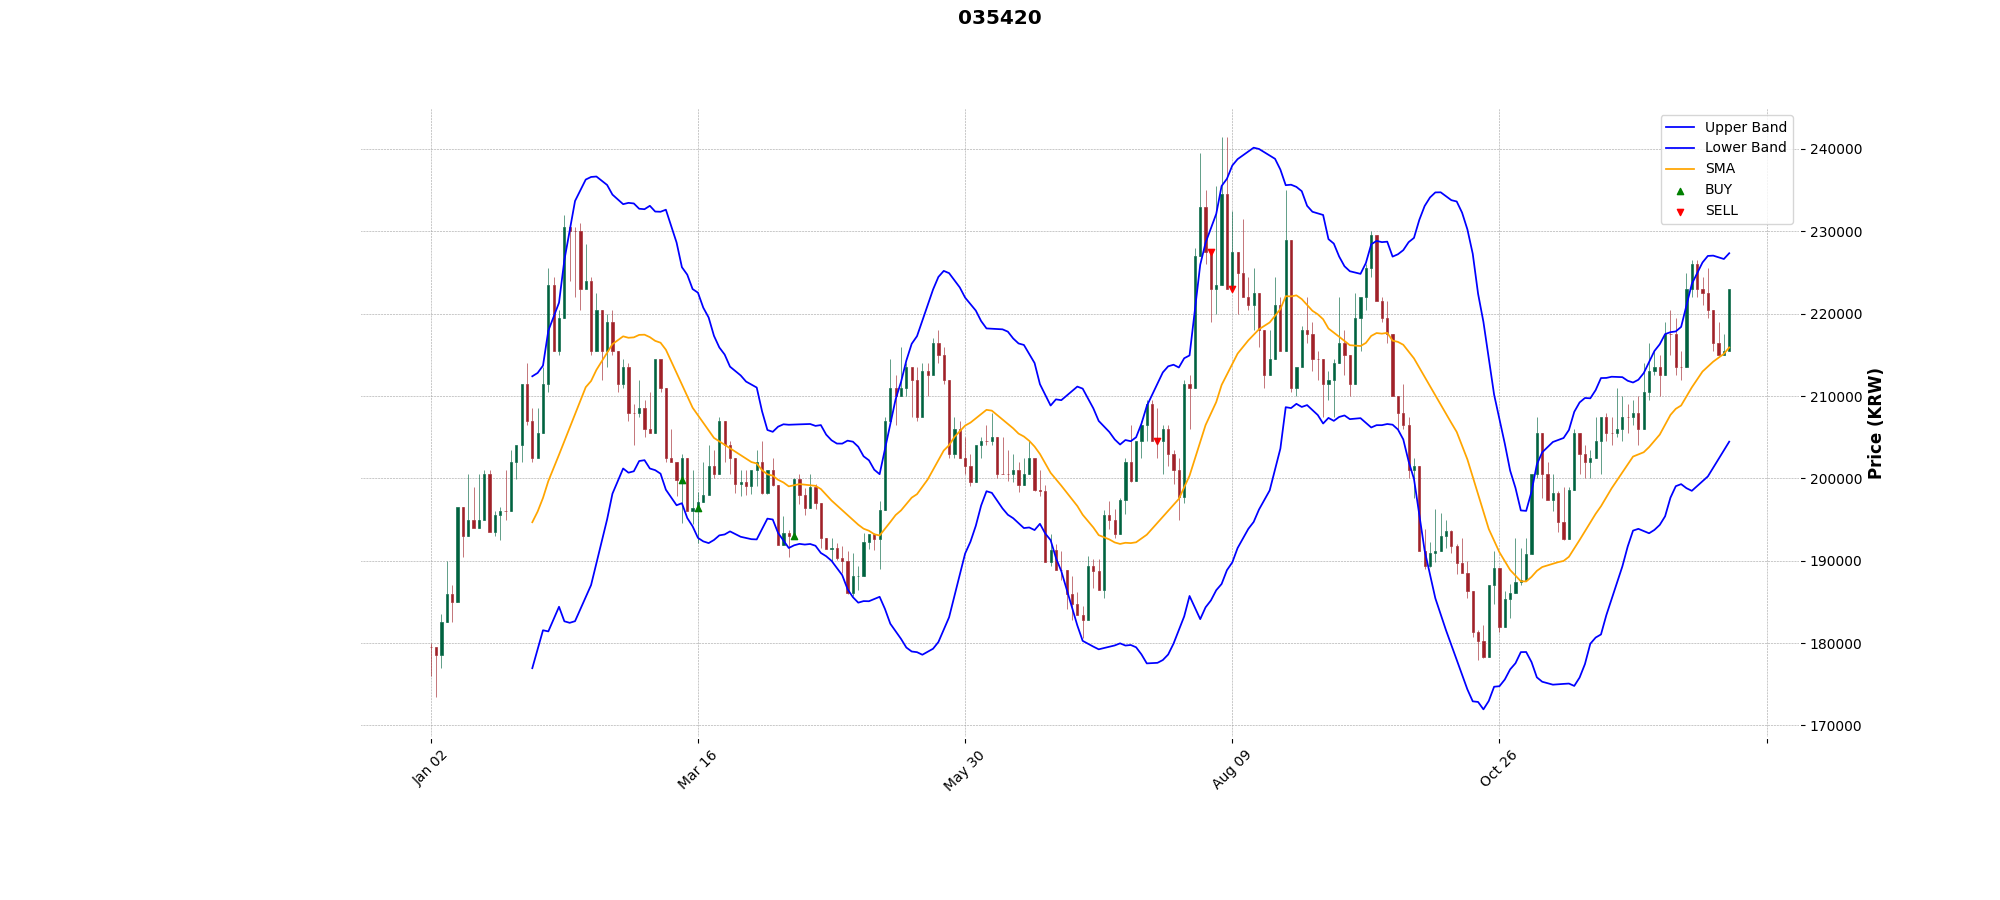 035420
Upper Band
Lower Band
SMA
BUY
SELL
240000
230000
220000
210000
200000
190000
180000
170000
Price (KRW)
Jan 02
Mar 16
May 30
Aug 09
Oct 26